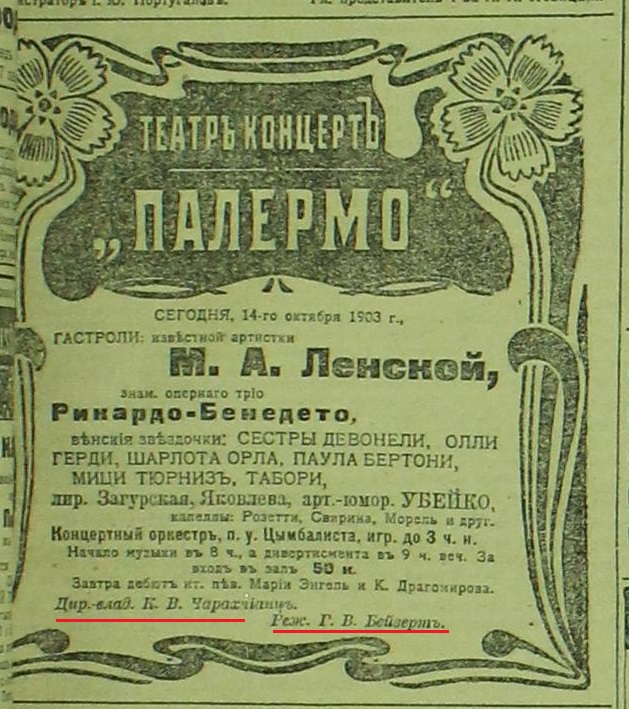 ТЕАТРЪ КОНЦЕРТЪ
„ПАЛЕРМО“
СЕГОДНЯ, 14-го октября 1903 г.,
ГАСТРОЛИ: извѣстной артистки
М. А. Ленской,
знам. опернаго тріо
Рикардо-Бенедето,
вѣнскія звѣздочки: СЕСТРЫ ДЕВОНЕЛИ, ОЛЛИ
ГЕРДИ, ШАРЛОТА ОРЛА, ПАУЛА БЕРТОНИ,
МИЦИ ТЮРНИЗЪ, ТАБОРИ,
лир. Загурская, Яковлева, арт.-юмор. УБЕЙКО,
капеллы: Розетти, Свирина, Морель и друг.
Концертный оркестръ, п. у. Цымбалиста, игр. до 3 ч. н.
Начало музыки въ 8 ч., а дивертисмента въ 9 ч. веч. За
входъ въ залъ 50 к.
Завтра дебютъ ит. пѣв. Маріи Энгель и К. Драгомирова.
Дир.-влад. К. В. Чарахчіанцъ.
Реж. Г. В. Бейзертъ.